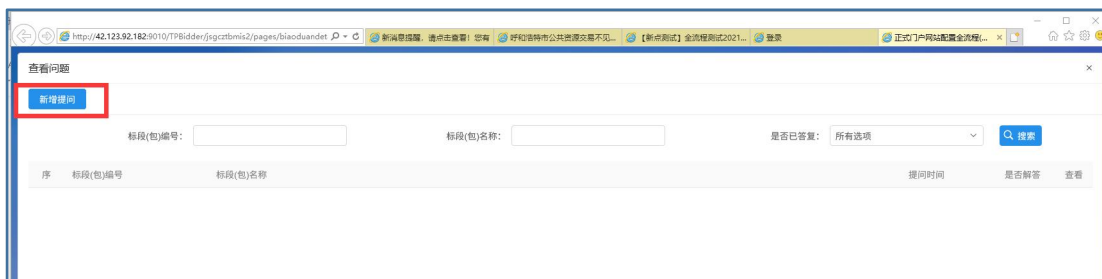 http://42.123.92.182:9010/TPBidder/jsgcztbmis2/pages/biaoduandet
新消息提醒，请点击查看！您有
呼和浩特市公共资源交易不见...
【新点测试】全流程测试2021...
登录
正式门户网站配置全流程(...
查看问题
新增提问
标段(包)编号：
标段(包)名称：
是否已答复：
所有选项
搜索
序
标段(包)编号
标段(包)名称
提问时间
是否解答
查看